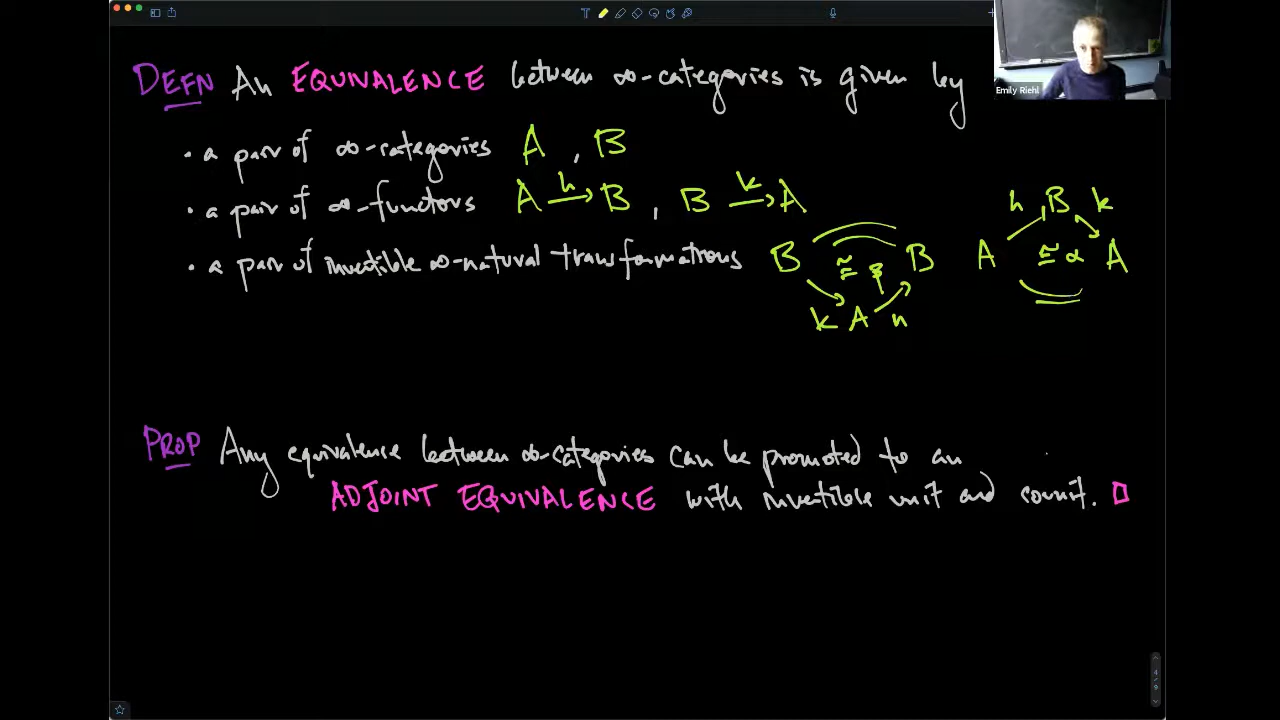 DEFN An EQUIVALENCE between ∞-categories is given by
Emily Riehl
• a pair of ∞-categories A , B
• a pair of ∞-functors A h→ B , B k→ A
h B k
• a pair of invertible ∞-natural transformations B ≅ β B A ≅ α A
k A h
PROP Any equivalence between ∞-categories can be promoted to an
ADJOINT EQUIVALENCE with invertible unit and counit. □
4/9